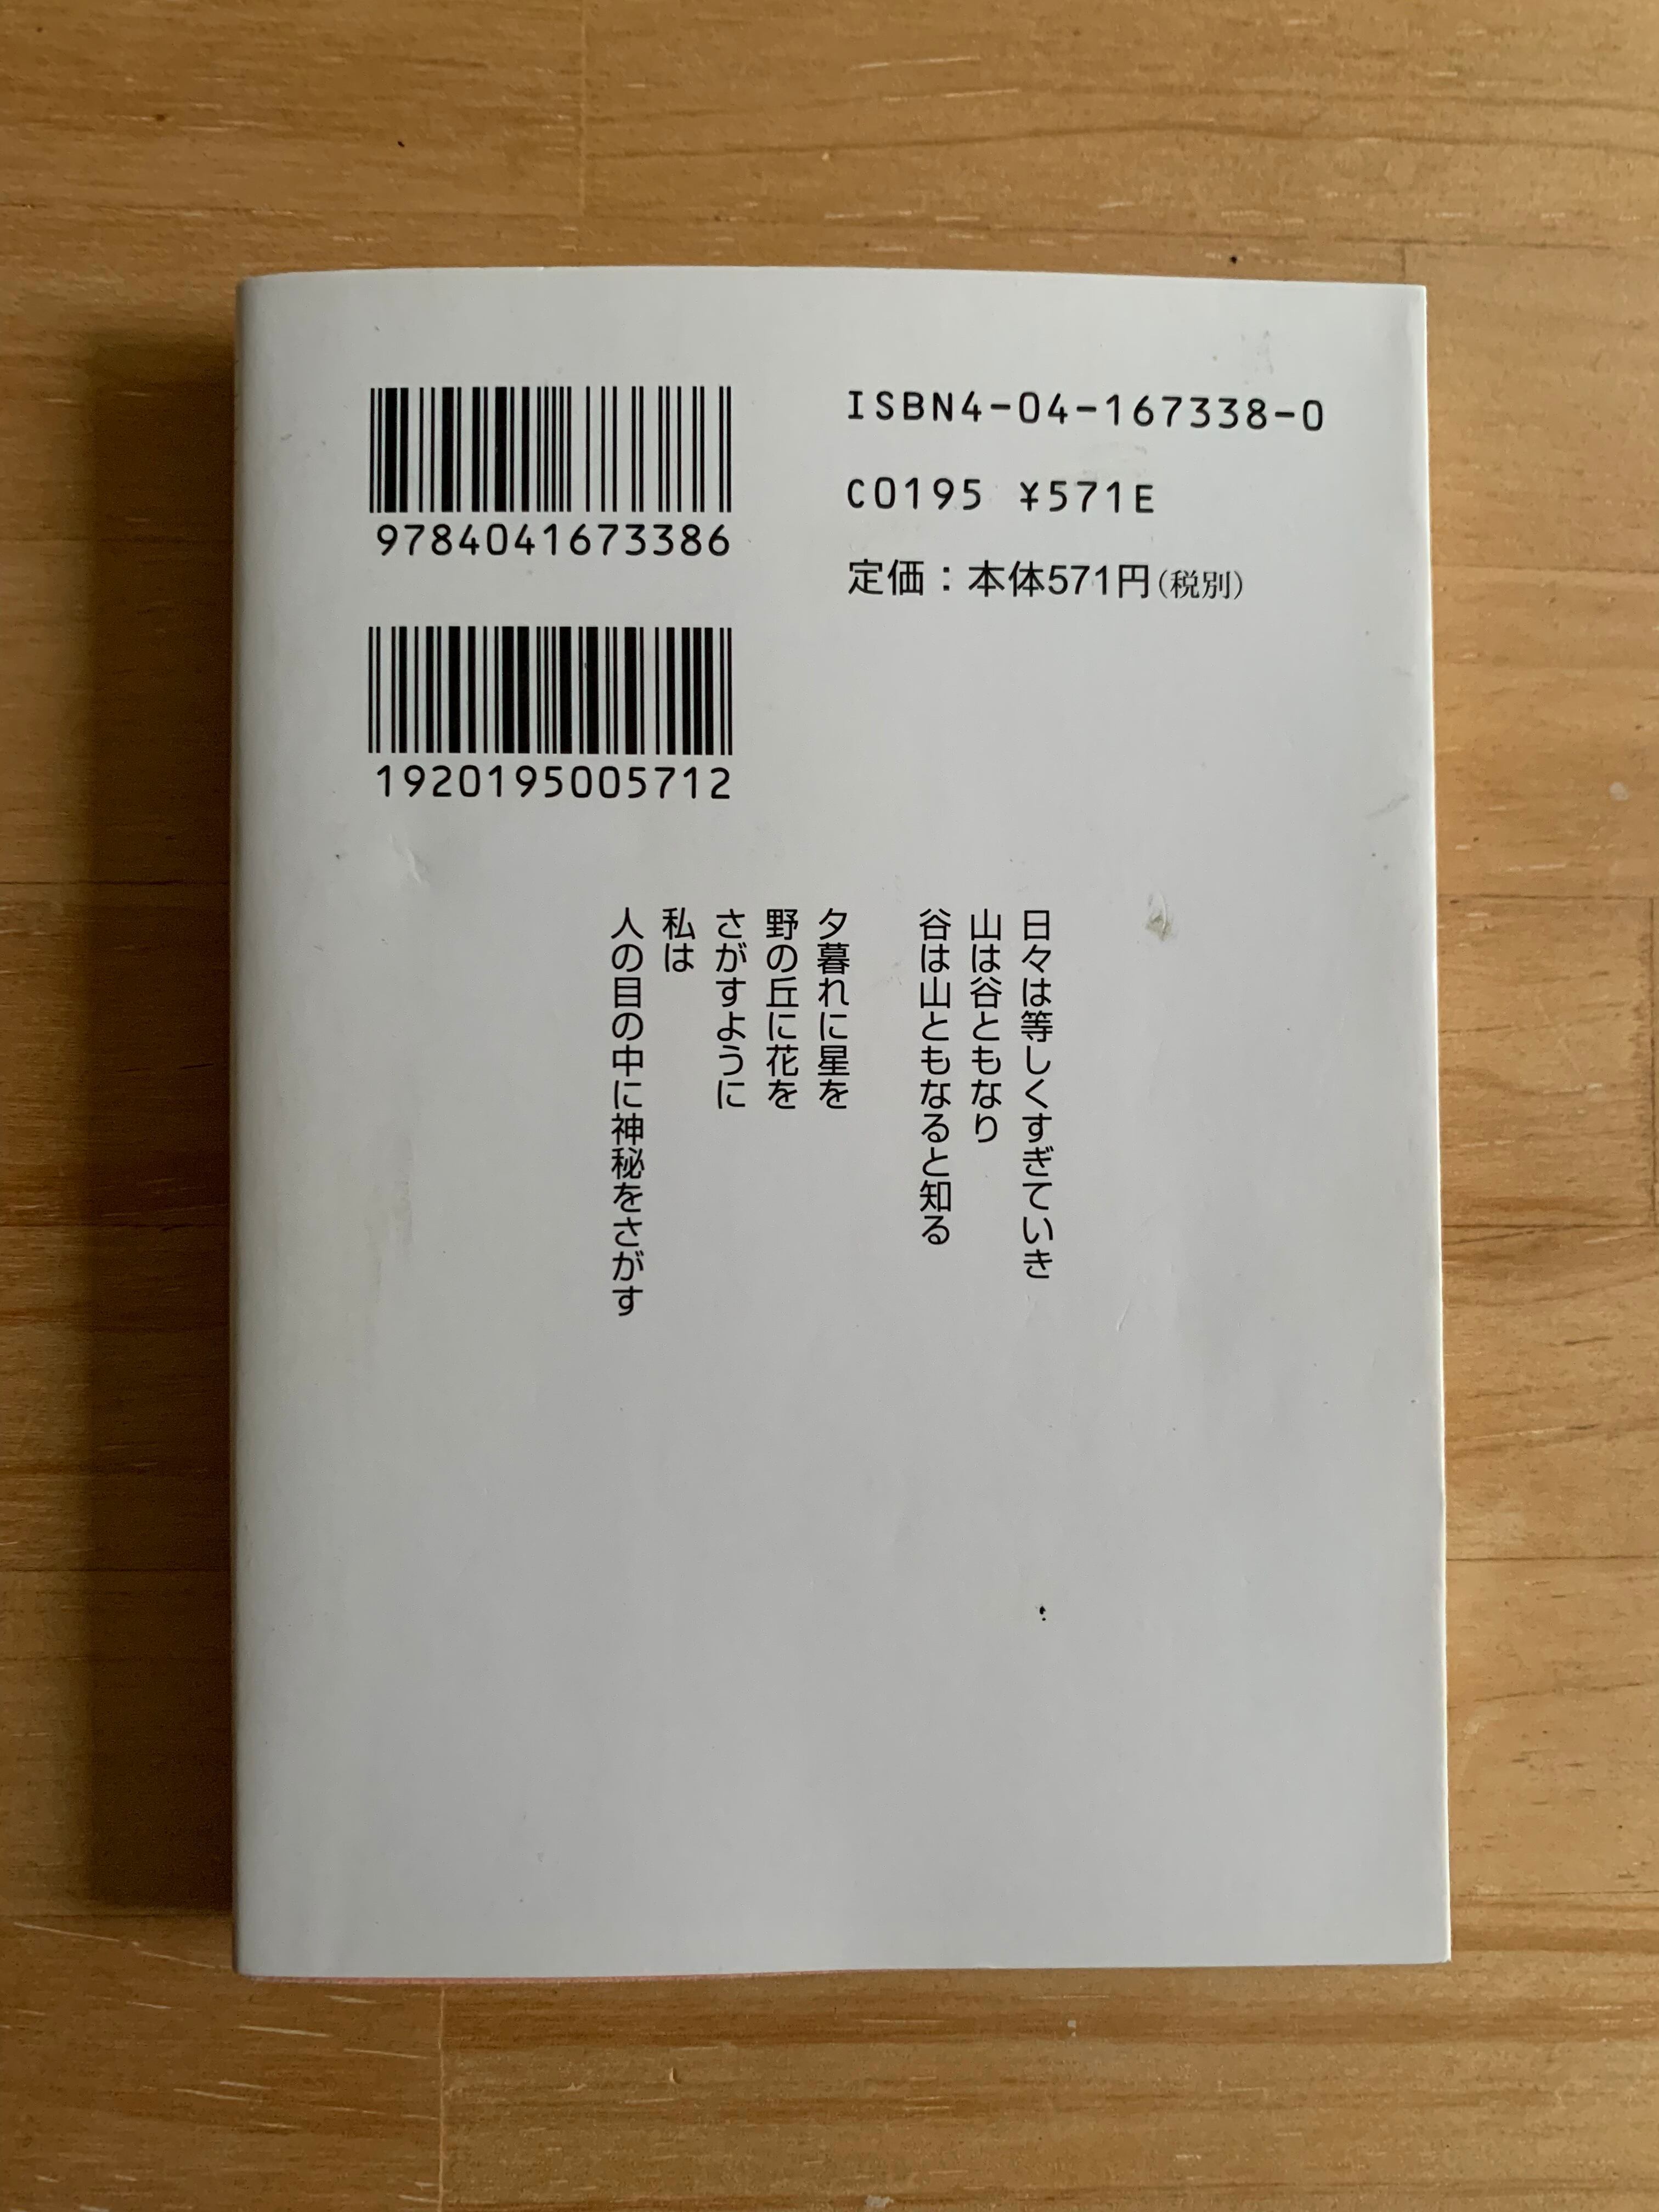 9784041673386
1920195005712
ISBN4-04-167338-0
C0195 ¥571E
定価：本体571円(税別)
日々は等しくすぎていき
山は谷ともなり
谷は山ともなると知る
夕暮れに星を
野の丘に花を
さがすように
私は
人の目の中に神秘をさがす